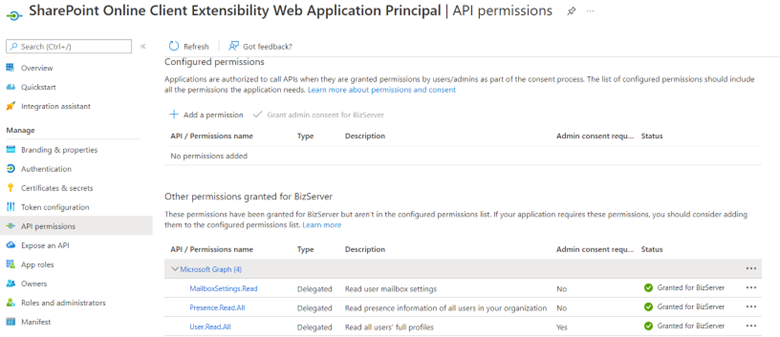 SharePoint Online Client Extensibility Web Application Principal | API permissions
Search (Ctrl+/)
Refresh
Got feedback?
Overview
Quickstart
Integration assistant
Manage
Branding & properties
Authentication
Certificates & secrets
Token configuration
API permissions
Expose an API
App roles
Owners
Roles and administrators
Manifest
Configured permissions
Applications are authorized to call APIs when they are granted permissions by users/admins as part of the consent process. The list of configured permissions should include
all the permissions the application needs. Learn more about permissions and consent
Add a permission Grant admin consent for BizServer
API / Permissions name Type Description Admin consent requ... Status
No permissions added
Other permissions granted for BizServer
These permissions have been granted for BizServer but aren't in the configured permissions list. If your application requires these permissions, you should consider adding
them to the configured permissions list. Learn more
API / Permissions name Type Description Admin consent requ... Status
Microsoft Graph (4)
MailboxSettings.Read Delegated Read user mailbox settings No Granted for BizServer
Presence.Read.All Delegated Read presence information of all users in your organization No Granted for BizServer
User.Read.All Delegated Read all users' full profiles Yes Granted for BizServer